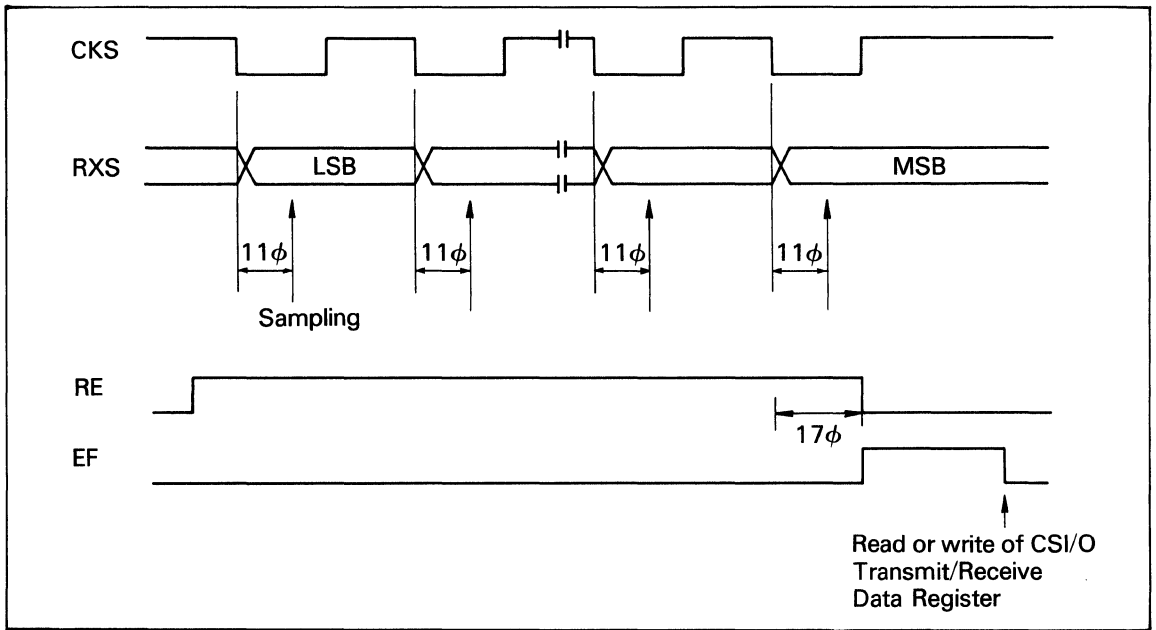 CKS
RXS
LSB
MSB
11ϕ
11ϕ
11ϕ
11ϕ
Sampling
RE
17ϕ
EF
Read or write of CSI/O
Transmit/Receive
Data Register